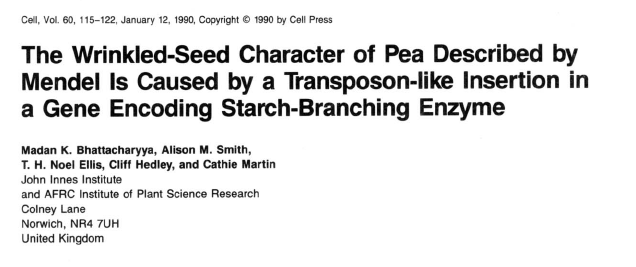 Cell, Vol. 60, 115–122, January 12, 1990, Copyright © 1990 by Cell Press
The Wrinkled-Seed Character of Pea Described by
Mendel Is Caused by a Transposon-like Insertion in
a Gene Encoding Starch-Branching Enzyme
Madan K. Bhattacharyya, Alison M. Smith,
T. H. Noel Ellis, Cliff Hedley, and Cathie Martin
John Innes Institute
and AFRC Institute of Plant Science Research
Colney Lane
Norwich, NR4 7UH
United Kingdom